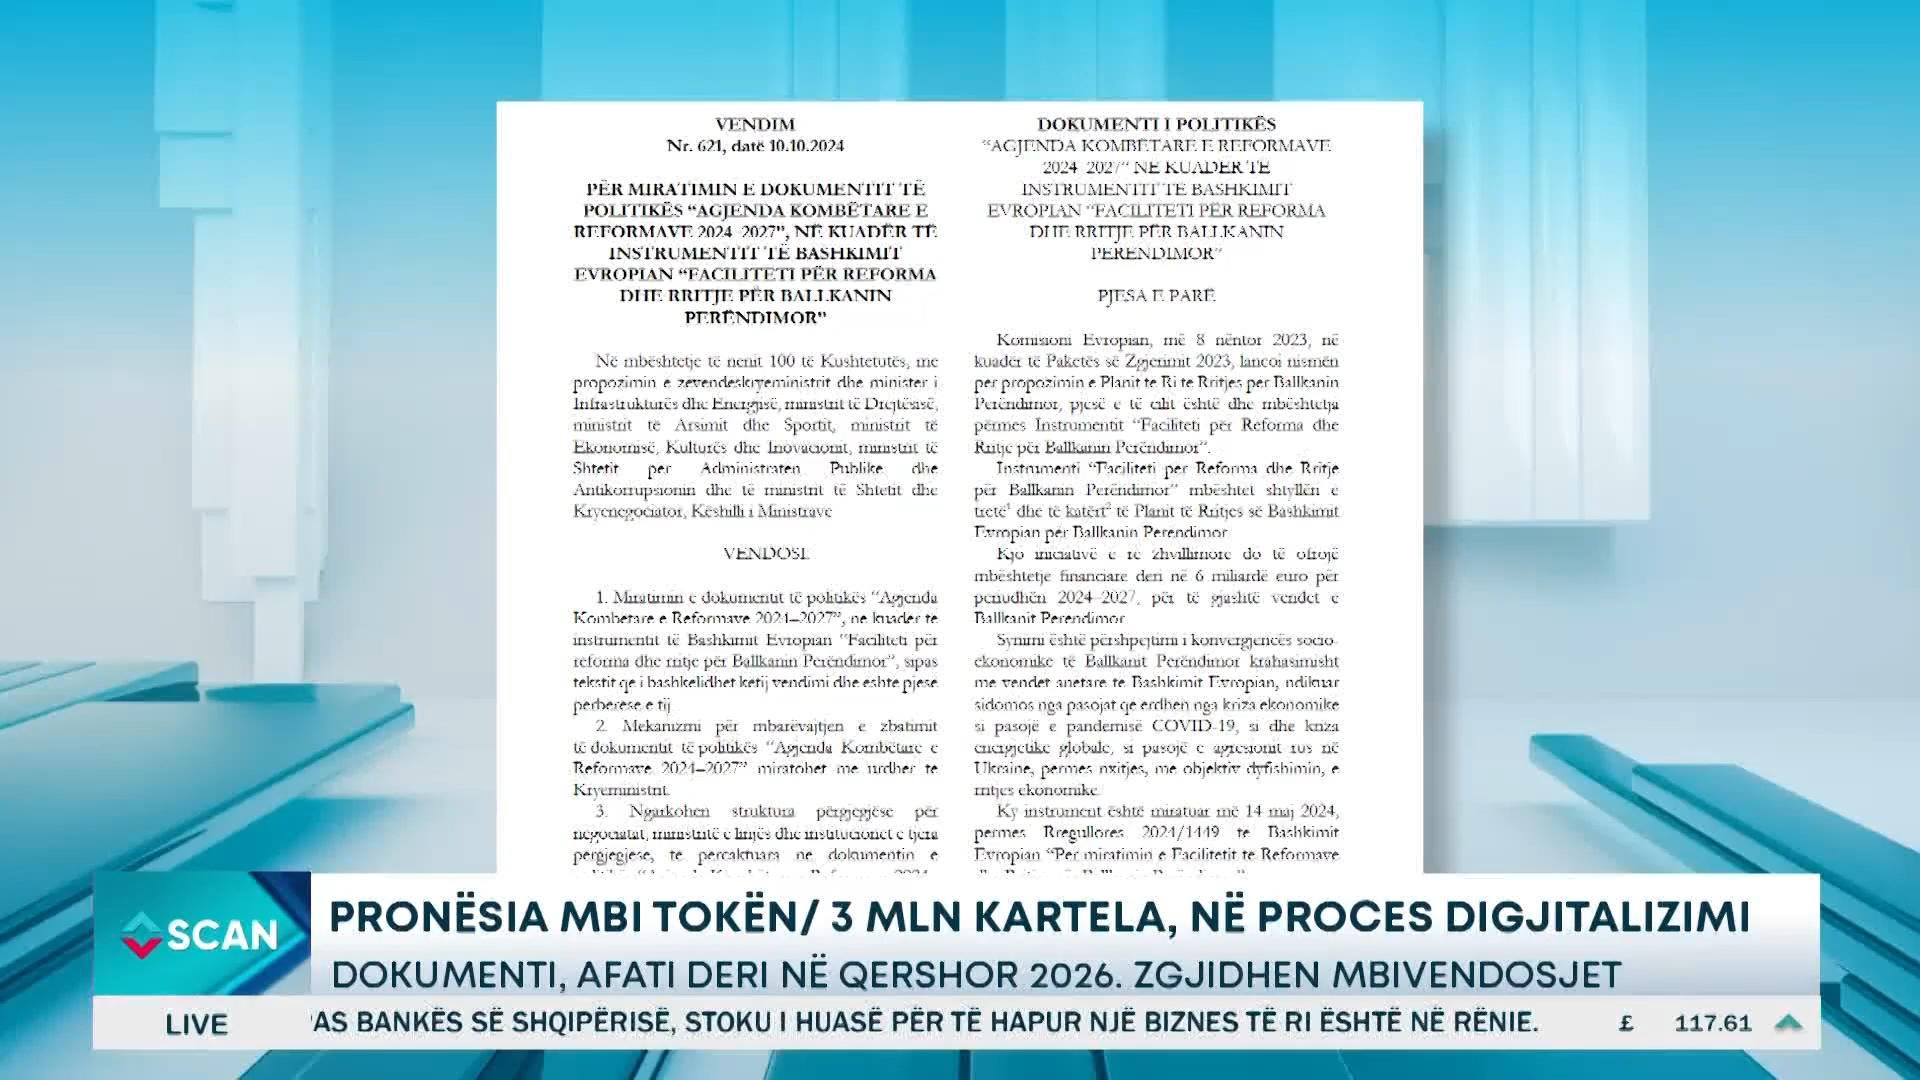 VENDIM
Nr. 621, datë 10.10.2024
PËR MIRATIMIN E DOKUMENTIT TË
POLITIKËS “AGJENDA KOMBËTARE E
REFORMAVE 2024–2027”, NË KUADËR TË
INSTRUMENTIT TË BASHKIMIT
EVROPIAN “FACILITETI PËR REFORMA
DHE RRITJE PËR BALLKANIN
PERËNDIMOR”
Në mbështetje të nenit 100 të Kushtetutës, me
propozimin e zëvendëskryeministrit dhe ministër i
Infrastrukturës dhe Energjisë, ministrit të Drejtësisë,
ministrit të Arsimit dhe Sportit, ministrit të
Ekonomisë, Kulturës dhe Inovacionit, ministrit të
Shtetit për Administratën Publike dhe
Antikorrupsionin dhe të ministrit të Shtetit dhe
Kryenegociator, Këshilli i Ministrave
VENDOSI:
1. Miratimin e dokumentit të politikës “Agjenda
Kombëtare e Reformave 2024–2027”, në kuadër të
instrumentit të Bashkimit Evropian “Faciliteti për
reforma dhe rritje për Ballkanin Perëndimor”, sipas
tekstit që i bashkëlidhet këtij vendimi dhe është pjesë
përbërëse e tij.
2. Mekanizmi për mbarëvajtjen e zbatimit
të dokumentit të politikës “Agjenda Kombëtare e
Reformave 2024–2027” miratohet me urdhër të
Kryeministrit.
3. Ngarkohen struktura përgjegjëse për
negociatat, ministritë e linjës dhe institucionet e tjera
përgjegjëse, të përcaktuara në dokumentin e
DOKUMENTI I POLITIKËS
“AGJENDA KOMBËTARE E REFORMAVE
2024–2027” NË KUADËR TË
INSTRUMENTIT TË BASHKIMIT
EVROPIAN “FACILITETI PËR REFORMA
DHE RRITJE PËR BALLKANIN
PERËNDIMOR”
PJESA E PARË
Komisioni Evropian, më 8 nëntor 2023, në
kuadër të Paketës së Zgjerimit 2023, lançoi nismën
për propozimin e Planit të Ri të Rritjes për Ballkanin
Perëndimor, pjesë e të cilit është dhe mbështetja
përmes Instrumentit “Faciliteti për Reforma dhe
Rritje për Ballkanin Perëndimor”.
Instrumenti “Faciliteti për Reforma dhe Rritje
për Ballkanin Perëndimor” mbështet shtyllën e
tretë¹ dhe të katërt² të Planit të Rritjes së Bashkimit
Evropian për Ballkanin Perëndimor.
Kjo iniciativë e re zhvillimore do të ofrojë
mbështetje financiare deri në 6 miliardë euro për
periudhën 2024–2027, për të gjashtë vendet e
Ballkanit Perëndimor.
Synimi është përshpejtimi i konvergjencës socio-
ekonomike të Ballkanit Perëndimor krahasimisht
me vendet anëtare të Bashkimit Evropian, ndikuar
sidomos nga pasojat që erdhën nga kriza ekonomike
si pasojë e pandemisë COVID-19, si dhe kriza
energjetike globale, si pasojë e agresionit rus në
Ukrainë, përmes nxitjes, me objektiv dyfishimin, e
rritjes ekonomike.
Ky instrument është miratuar më 14 maj 2024,
përmes Rregullores 2024/1449 të Bashkimit
Evropian “Për miratimin e Facilitetit të Reformave
SCAN
PRONËSIA MBI TOKËN/ 3 MLN KARTELA, NË PROCES DIGJITALIZIMI
DOKUMENTI, AFATI DERI NË QERSHOR 2026. ZGJIDHEN MBIVENDOSJET
LIVE
PAS BANKËS SË SHQIPËRISË, STOKU I HUASË PËR TË HAPUR NJË BIZNES TË RI ËSHTË NË RËNIE.
£ 117.61